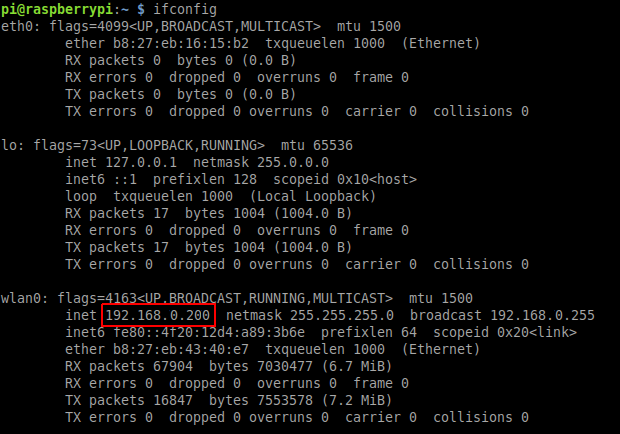 pi@raspberrypi:~ $ ifconfig
eth0: flags=4099<UP,BROADCAST,MULTICAST>  mtu 1500
        ether b8:27:eb:16:15:b2  txqueuelen 1000  (Ethernet)
        RX packets 0  bytes 0 (0.0 B)
        RX errors 0  dropped 0  overruns 0  frame 0
        TX packets 0  bytes 0 (0.0 B)
        TX errors 0  dropped 0 overruns 0  carrier 0  collisions 0

lo: flags=73<UP,LOOPBACK,RUNNING>  mtu 65536
        inet 127.0.0.1  netmask 255.0.0.0
        inet6 ::1  prefixlen 128  scopeid 0x10<host>
        loop  txqueuelen 1000  (Local Loopback)
        RX packets 17  bytes 1004 (1004.0 B)
        RX errors 0  dropped 0  overruns 0  frame 0
        TX packets 17  bytes 1004 (1004.0 B)
        TX errors 0  dropped 0 overruns 0  carrier 0  collisions 0

wlan0: flags=4163<UP,BROADCAST,RUNNING,MULTICAST>  mtu 1500
        inet 192.168.0.200  netmask 255.255.255.0  broadcast 192.168.0.255
        inet6 fe80::4f20:12d4:a89:3b6e  prefixlen 64  scopeid 0x20<link>
        ether b8:27:eb:43:40:e7  txqueuelen 1000  (Ethernet)
        RX packets 67904  bytes 7030477 (6.7 MiB)
        RX errors 0  dropped 0  overruns 0  frame 0
        TX packets 16847  bytes 7553578 (7.2 MiB)
        TX errors 0  dropped 0 overruns 0  carrier 0  collisions 0